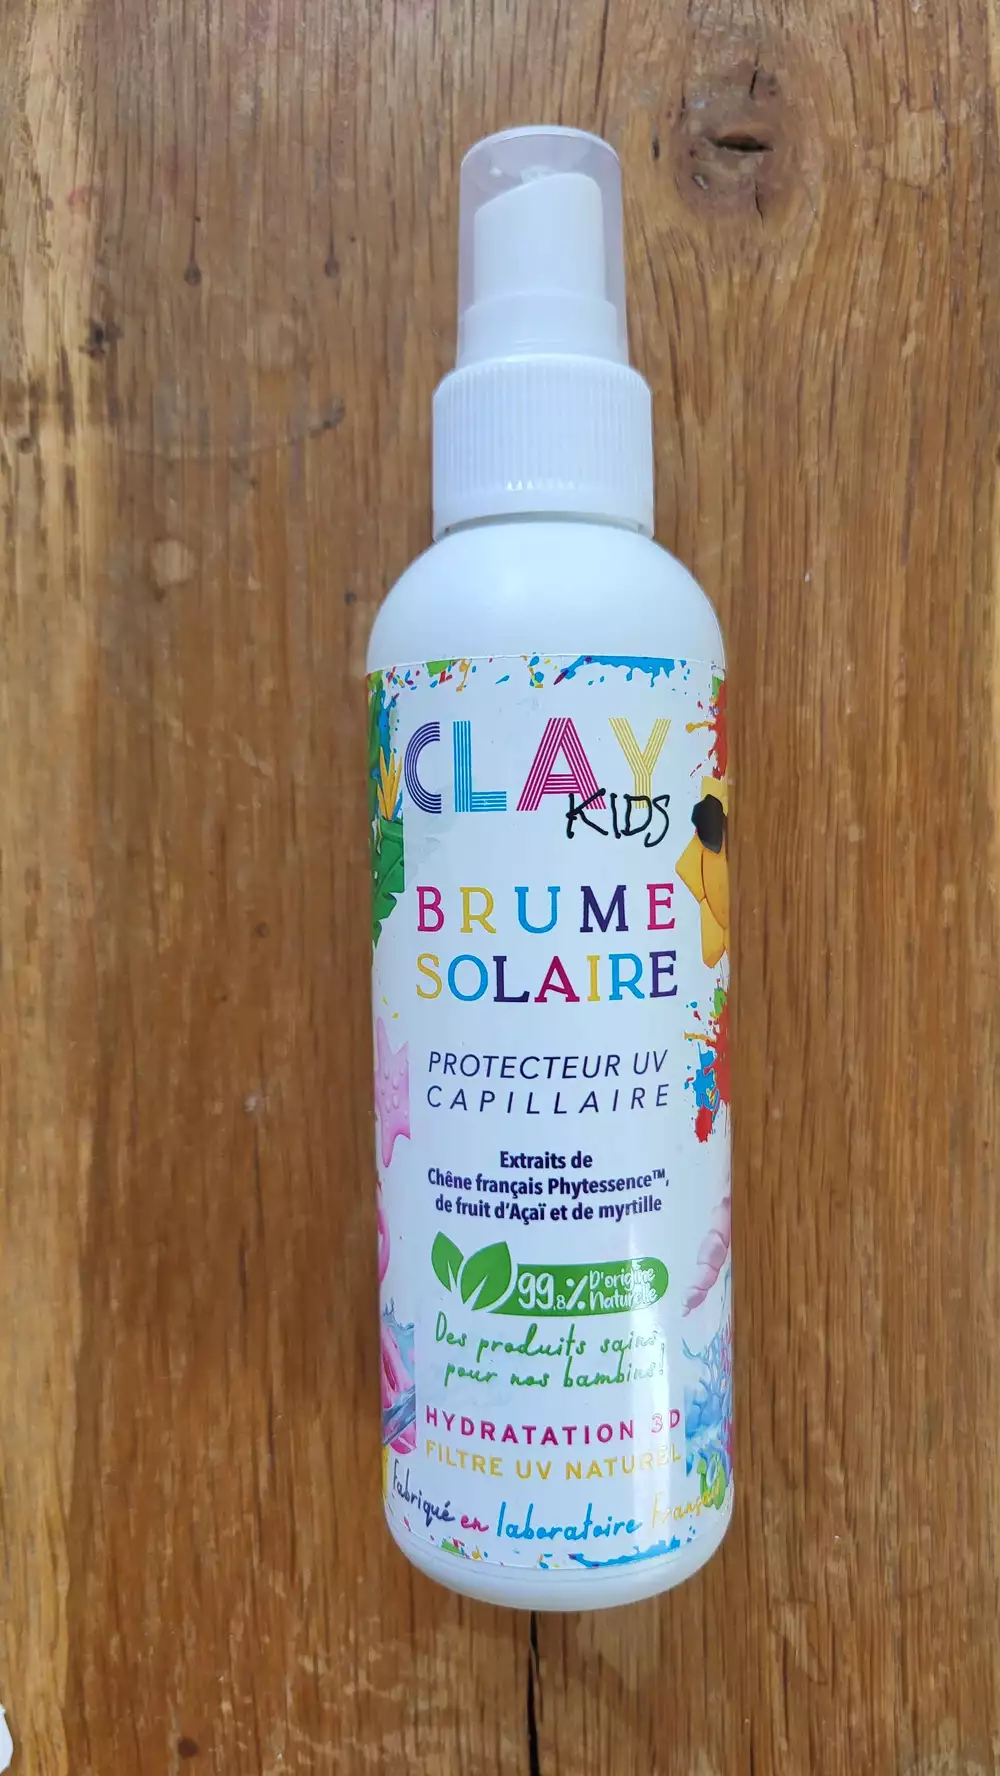 CLAY
KIDS
BRUME
SOLAIRE
PROTECTEUR UV
CAPILLAIRE
Extraits de
Chêne français Phytessence™,
de fruit d'Açaï et de myrtille
99,8% D'origine
Naturelle
Des produits sains
pour nos bambins!
HYDRATATION 3D
FILTRE UV NATUREL
Fabriqué en laboratoire Français